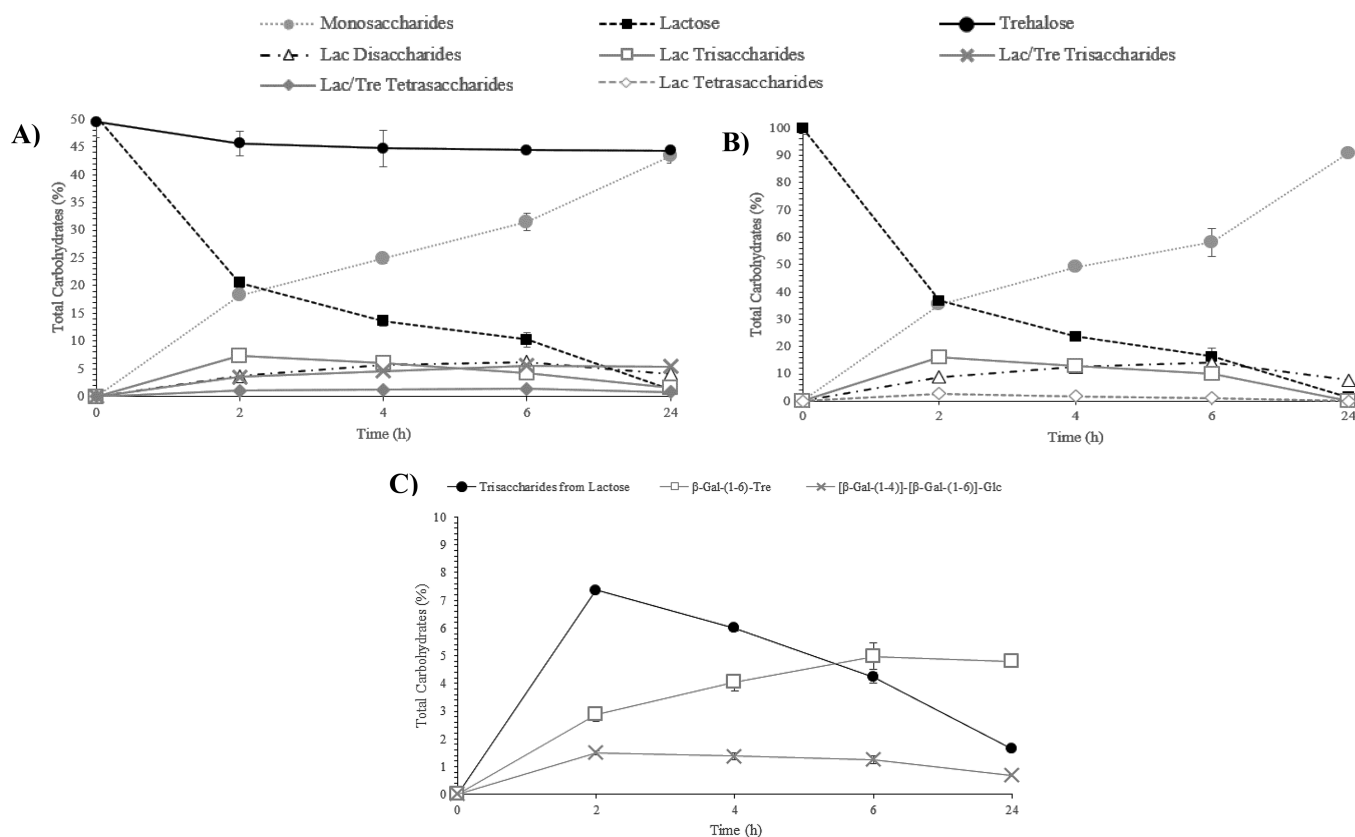 Monosaccharides Lactose Trehalose
Lac Disaccharides Lac Trisaccharides Lac/Tre Trisaccharides
Lac/Tre Tetrasaccharides Lac Tetrasaccharides
A)
Total Carbohydrates (%)
50
45
40
35
30
25
20
15
10
5
0
0 2 4 6 24
Time (h)
B)
Total Carbohydrates (%)
100
90
80
70
60
50
40
30
20
10
0
0 2 4 6 24
Time (h)
C)
Trisaccharides from Lactose β-Gal-(1-6)-Tre [β-Gal-(1-4)]-[β-Gal-(1-6)]-Glc
Total Carbohydrates (%)
10
9
8
7
6
5
4
3
2
1
0
0 2 4 6 24
Time (h)